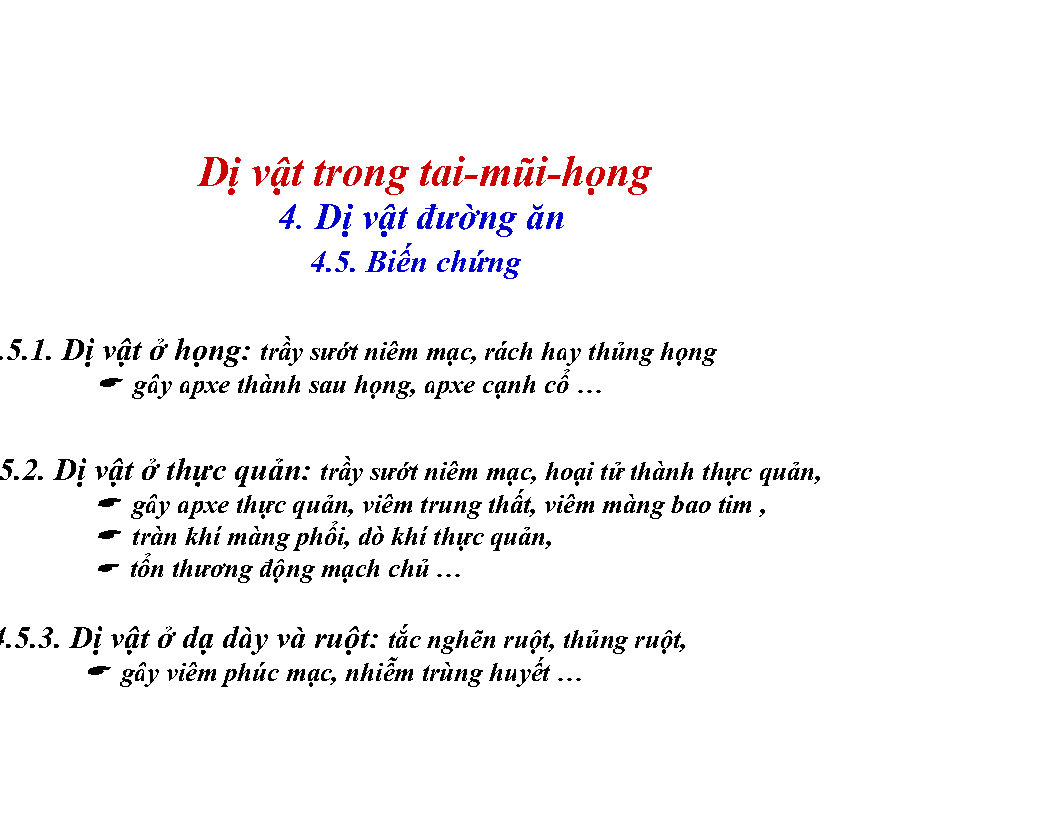 Dị vật trong tai-mũi-họng
4. Dị vật đường ăn
4.5. Biến chứng
.5.1. Dị vật ở họng: trầy sướt niêm mạc, rách hay thủng họng
☛ gây apxe thành sau họng, apxe cạnh cổ …
5.2. Dị vật ở thực quản: trầy sướt niêm mạc, hoại tử thành thực quản,
☛ gây apxe thực quản, viêm trung thất, viêm màng bao tim ,
☛ tràn khí màng phổi, dò khí thực quản,
☛ tổn thương động mạch chủ …
4.5.3. Dị vật ở dạ dày và ruột: tắc nghẽn ruột, thủng ruột,
☛ gây viêm phúc mạc, nhiễm trùng huyết …